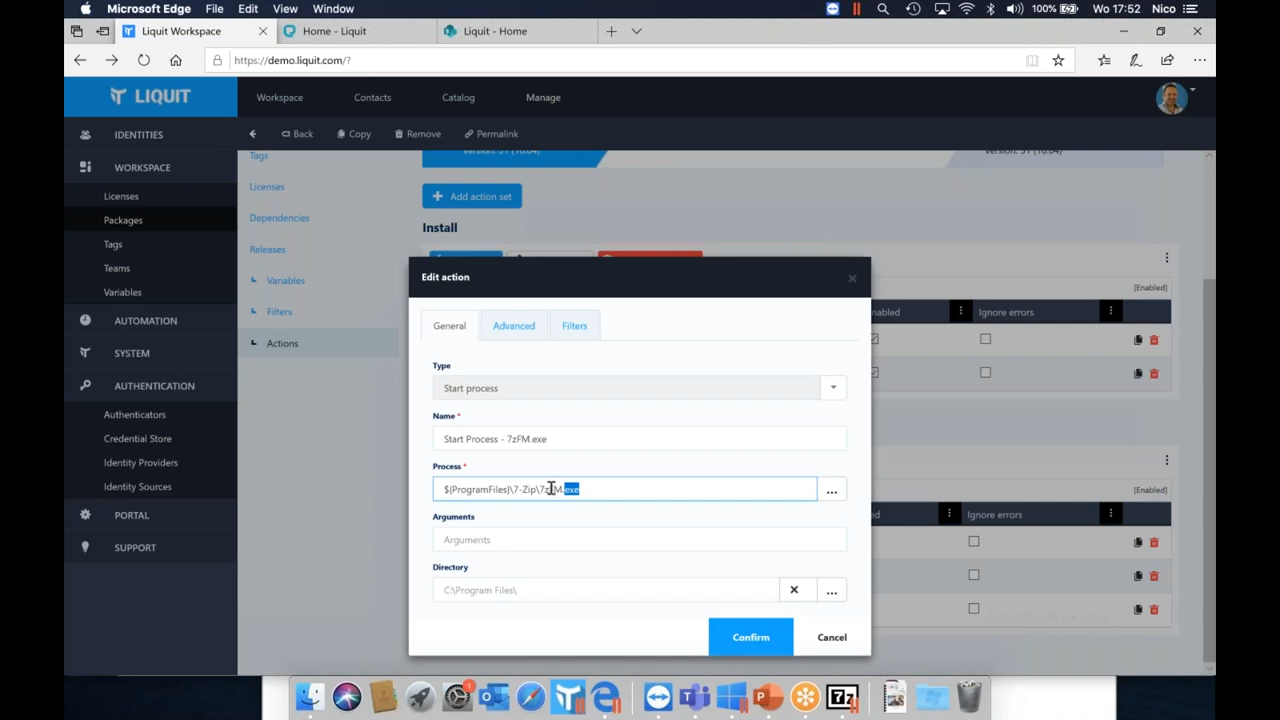 Microsoft Edge File Edit View Window 100% Wo 17:52 Nico
Liquit Workspace Home - Liquit Liquit - Home
https://demo.liquit.com/?
LIQUIT Workspace Contacts Catalog Manage
Back Copy Remove Permalink
IDENTITIES
WORKSPACE
Licenses
Packages
Tags
Teams
Variables
AUTOMATION
SYSTEM
AUTHENTICATION
Authenticators
Credential Store
Identity Providers
Identity Sources
PORTAL
SUPPORT
Tags
Licenses
Dependencies
Releases
Variables
Filters
Actions
Add action set
Install
[Enabled]
nabled Ignore errors
[Enabled]
ed Ignore errors
Edit action
General Advanced Filters
Type
Start process
Name *
Start Process - 7zFM.exe
Process *
${ProgramFiles}\7-Zip\7zFM.exe
...
Arguments
Arguments
Directory
C:\Program Files\
...
Confirm Cancel
1